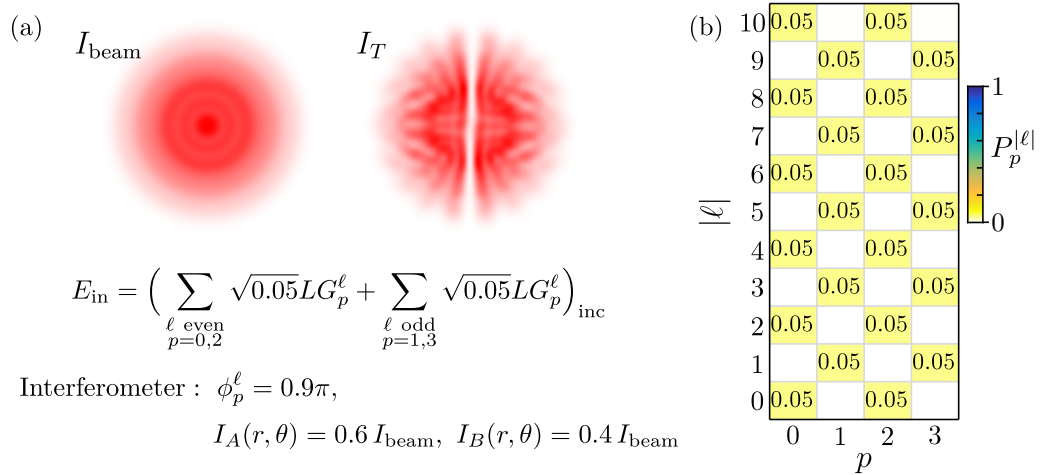 (a)
I_beam
I_T
E_in = ( ∑_{ℓ even p=0,2} √0.05 LG_p^ℓ + ∑_{ℓ odd p=1,3} √0.05 LG_p^ℓ )_inc
Interferometer : ϕ_p^ℓ = 0.9π,
I_A(r, θ) = 0.6 I_beam, I_B(r, θ) = 0.4 I_beam
(b)
|ℓ|
10 0.05 0.05
9 0.05 0.05
8 0.05 0.05
7 0.05 0.05
6 0.05 0.05
5 0.05 0.05
4 0.05 0.05
3 0.05 0.05
2 0.05 0.05
1 0.05 0.05
0 0.05 0.05
0 1 2 3
p
1
P_p^{|ℓ|}
0